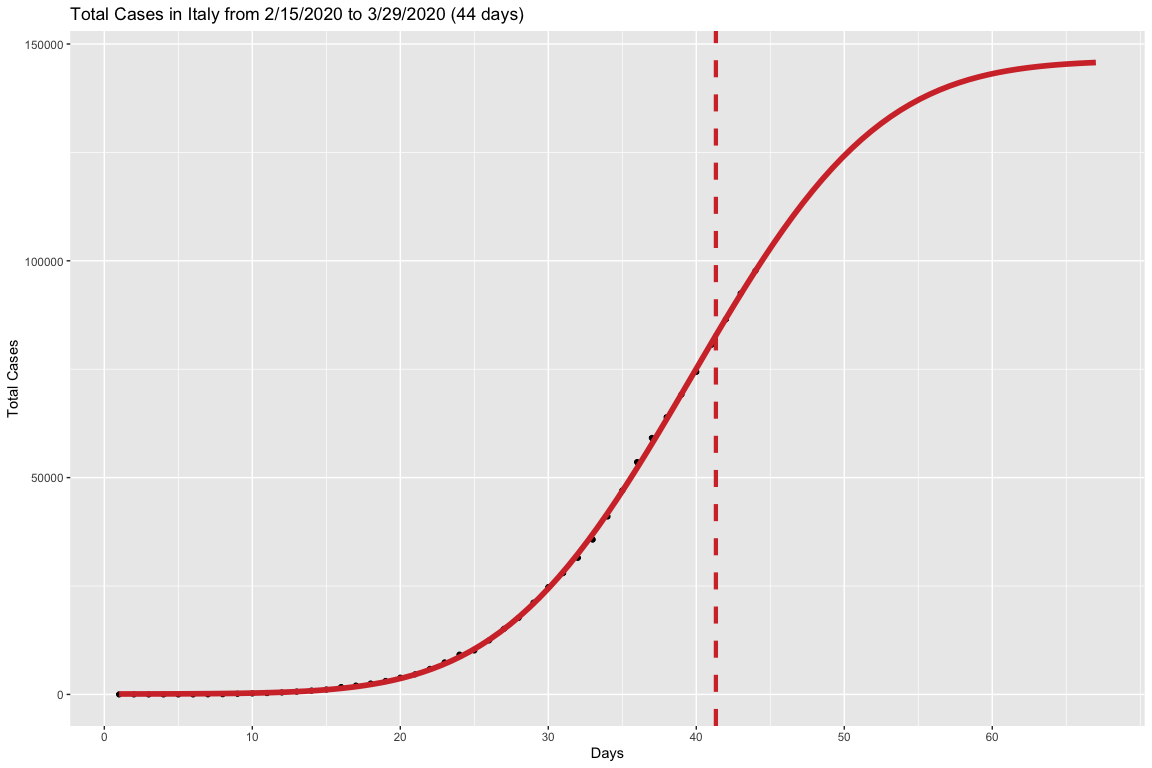 Total Cases in Italy from 2/15/2020 to 3/29/2020 (44 days)
150000
100000
50000
0
Total Cases
0 10 20 30 40 50 60
Days